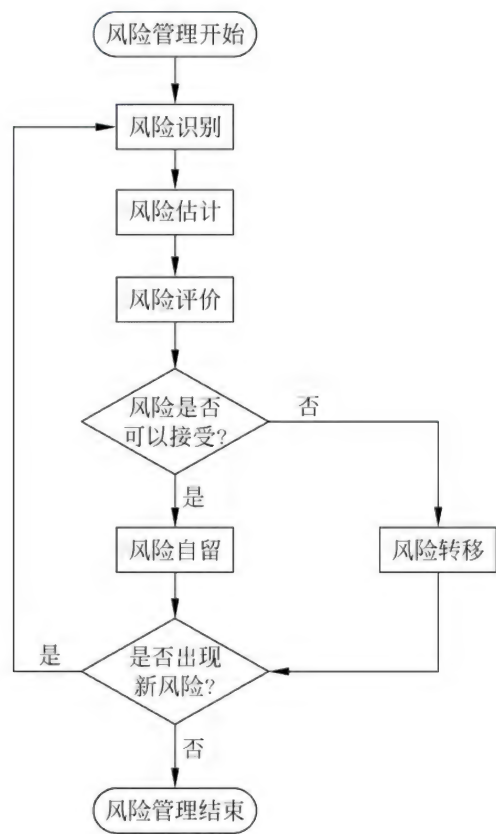 风险管理开始
风险识别
风险估计
风险评价
风险是否
可以接受?
否
是
风险自留
风险转移
是
是否出现
新风险?
否
风险管理结束